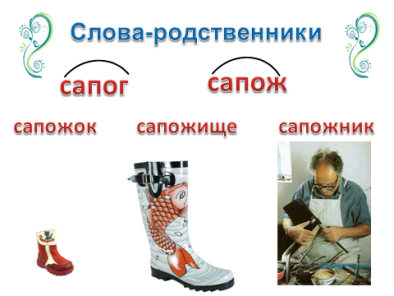 Слова-родственники
сапог сапож
сапожок сапожище сапожник